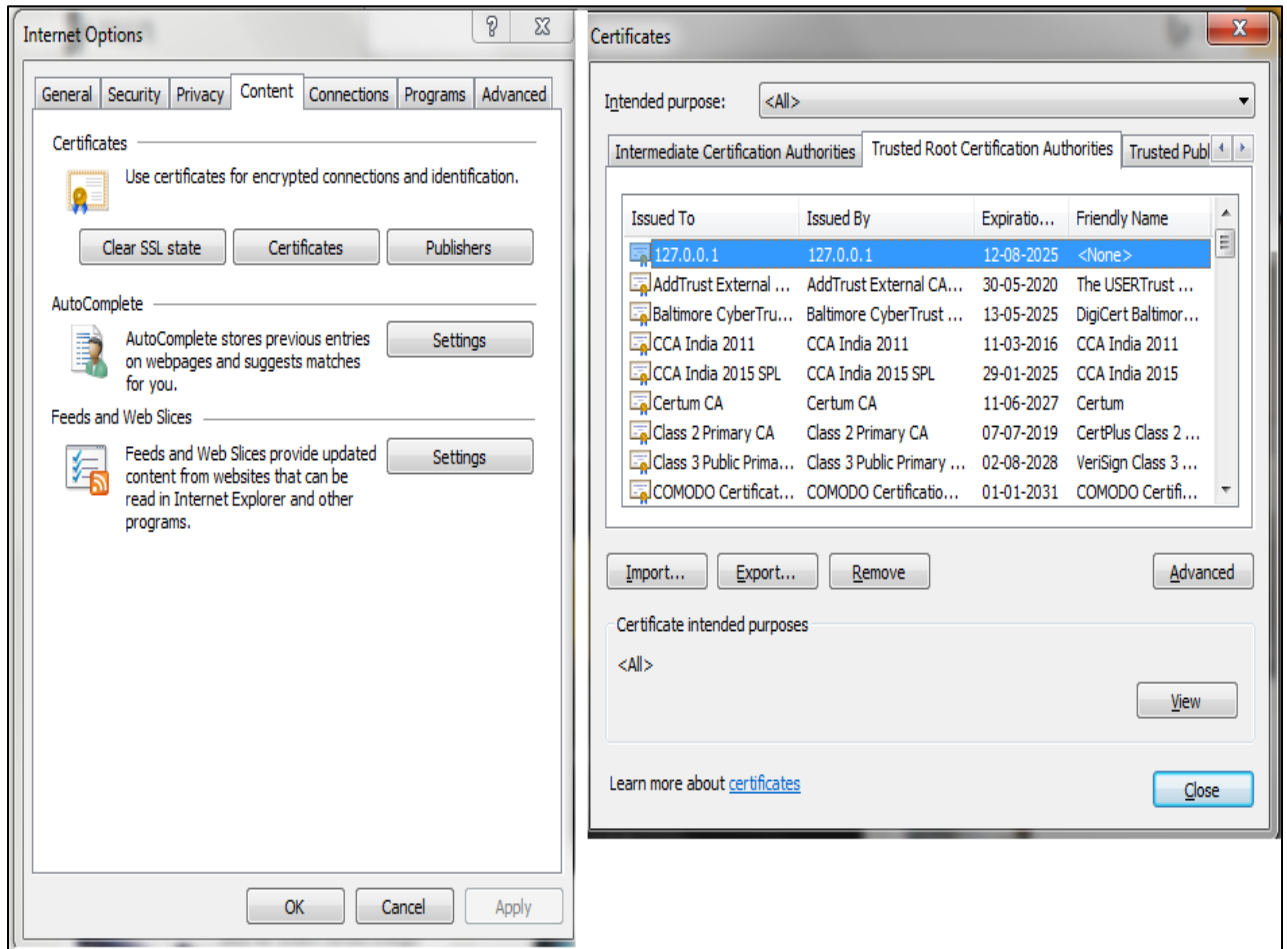 Internet Options
General Security Privacy Content Connections Programs Advanced
Certificates
Use certificates for encrypted connections and identification.
Clear SSL state Certificates Publishers
AutoComplete
AutoComplete stores previous entries
on webpages and suggests matches
for you.
Settings
Feeds and Web Slices
Feeds and Web Slices provide updated
content from websites that can be
read in Internet Explorer and other
programs.
Settings
OK Cancel Apply
Certificates
Intended purpose: <All>
Intermediate Certification Authorities Trusted Root Certification Authorities Trusted Publ
Issued To Issued By Expiratio... Friendly Name
127.0.0.1 127.0.0.1 12-08-2025 <None>
AddTrust External ... AddTrust External CA... 30-05-2020 The USERTrust ...
Baltimore CyberTru... Baltimore CyberTrust ... 13-05-2025 DigiCert Baltimor...
CCA India 2011 CCA India 2011 11-03-2016 CCA India 2011
CCA India 2015 SPL CCA India 2015 SPL 29-01-2025 CCA India 2015
Certum CA Certum CA 11-06-2027 Certum
Class 2 Primary CA Class 2 Primary CA 07-07-2019 CertPlus Class 2 ...
Class 3 Public Prima... Class 3 Public Primary ... 02-08-2028 VeriSign Class 3 ...
COMODO Certificat... COMODO Certificatio... 01-01-2031 COMODO Certifi...
Import... Export... Remove Advanced
Certificate intended purposes
<All>
View
Learn more about certificates
Close